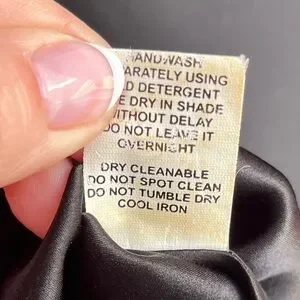 HANDWASH
ARATELY USING
D DETERGENT
E DRY IN SHADE
WITHOUT DELAY
DO NOT LEAVE IT
OVERNIGHT
DRY CLEANABLE
DO NOT SPOT CLEAN
DO NOT TUMBLE DRY
COOL IRON